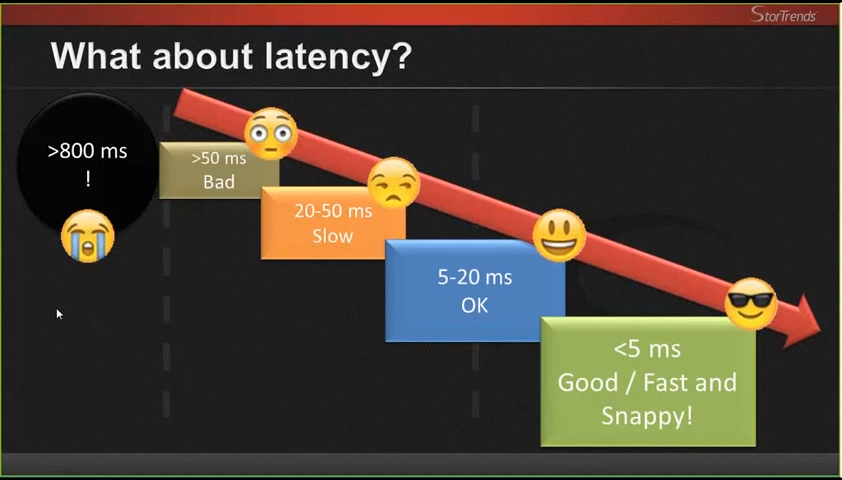 StorTrends
What about latency?
>800 ms
!
>50 ms
Bad
20-50 ms
Slow
5-20 ms
OK
<5 ms
Good / Fast and
Snappy!